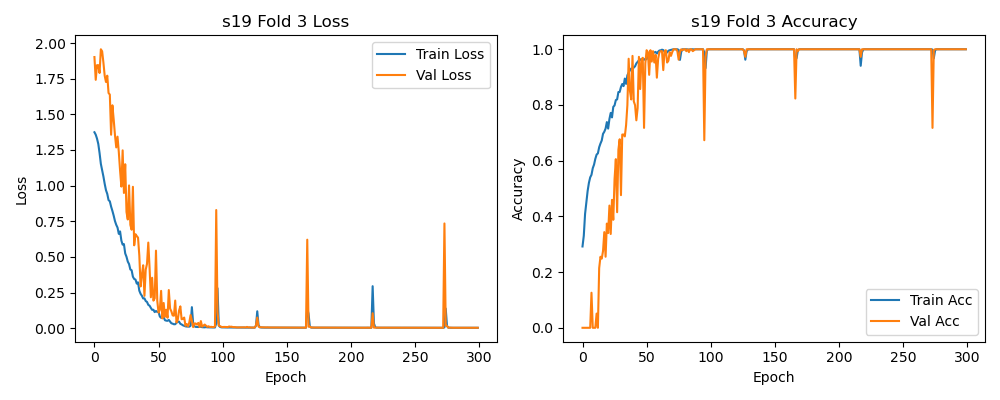 s19 Fold 3 Loss
2.00
1.75
1.50
1.25
1.00
0.75
0.50
0.25
0.00
Loss
Train Loss
Val Loss
0 50 100 150 200 250 300
Epoch
s19 Fold 3 Accuracy
1.0
0.8
0.6
0.4
0.2
0.0
Accuracy
Train Acc
Val Acc
0 50 100 150 200 250 300
Epoch